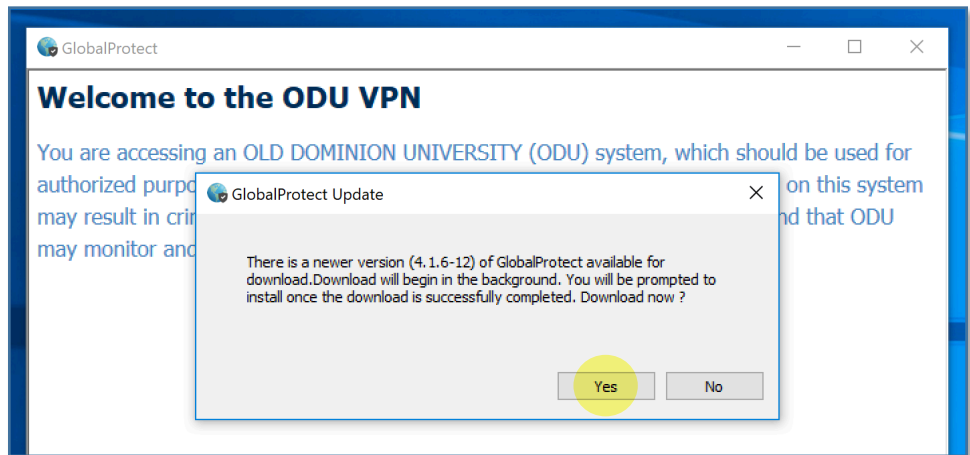 GlobalProtect
Welcome to the ODU VPN
You are accessing an OLD DOMINION UNIVERSITY (ODU) system, which should be used for
authorized on this system
may result in that ODU
may monitor and
GlobalProtect Update
There is a newer version (4.1.6-12) of GlobalProtect available for
download.Download will begin in the background. You will be prompted to
install once the download is successfully completed. Download now ?
Yes No